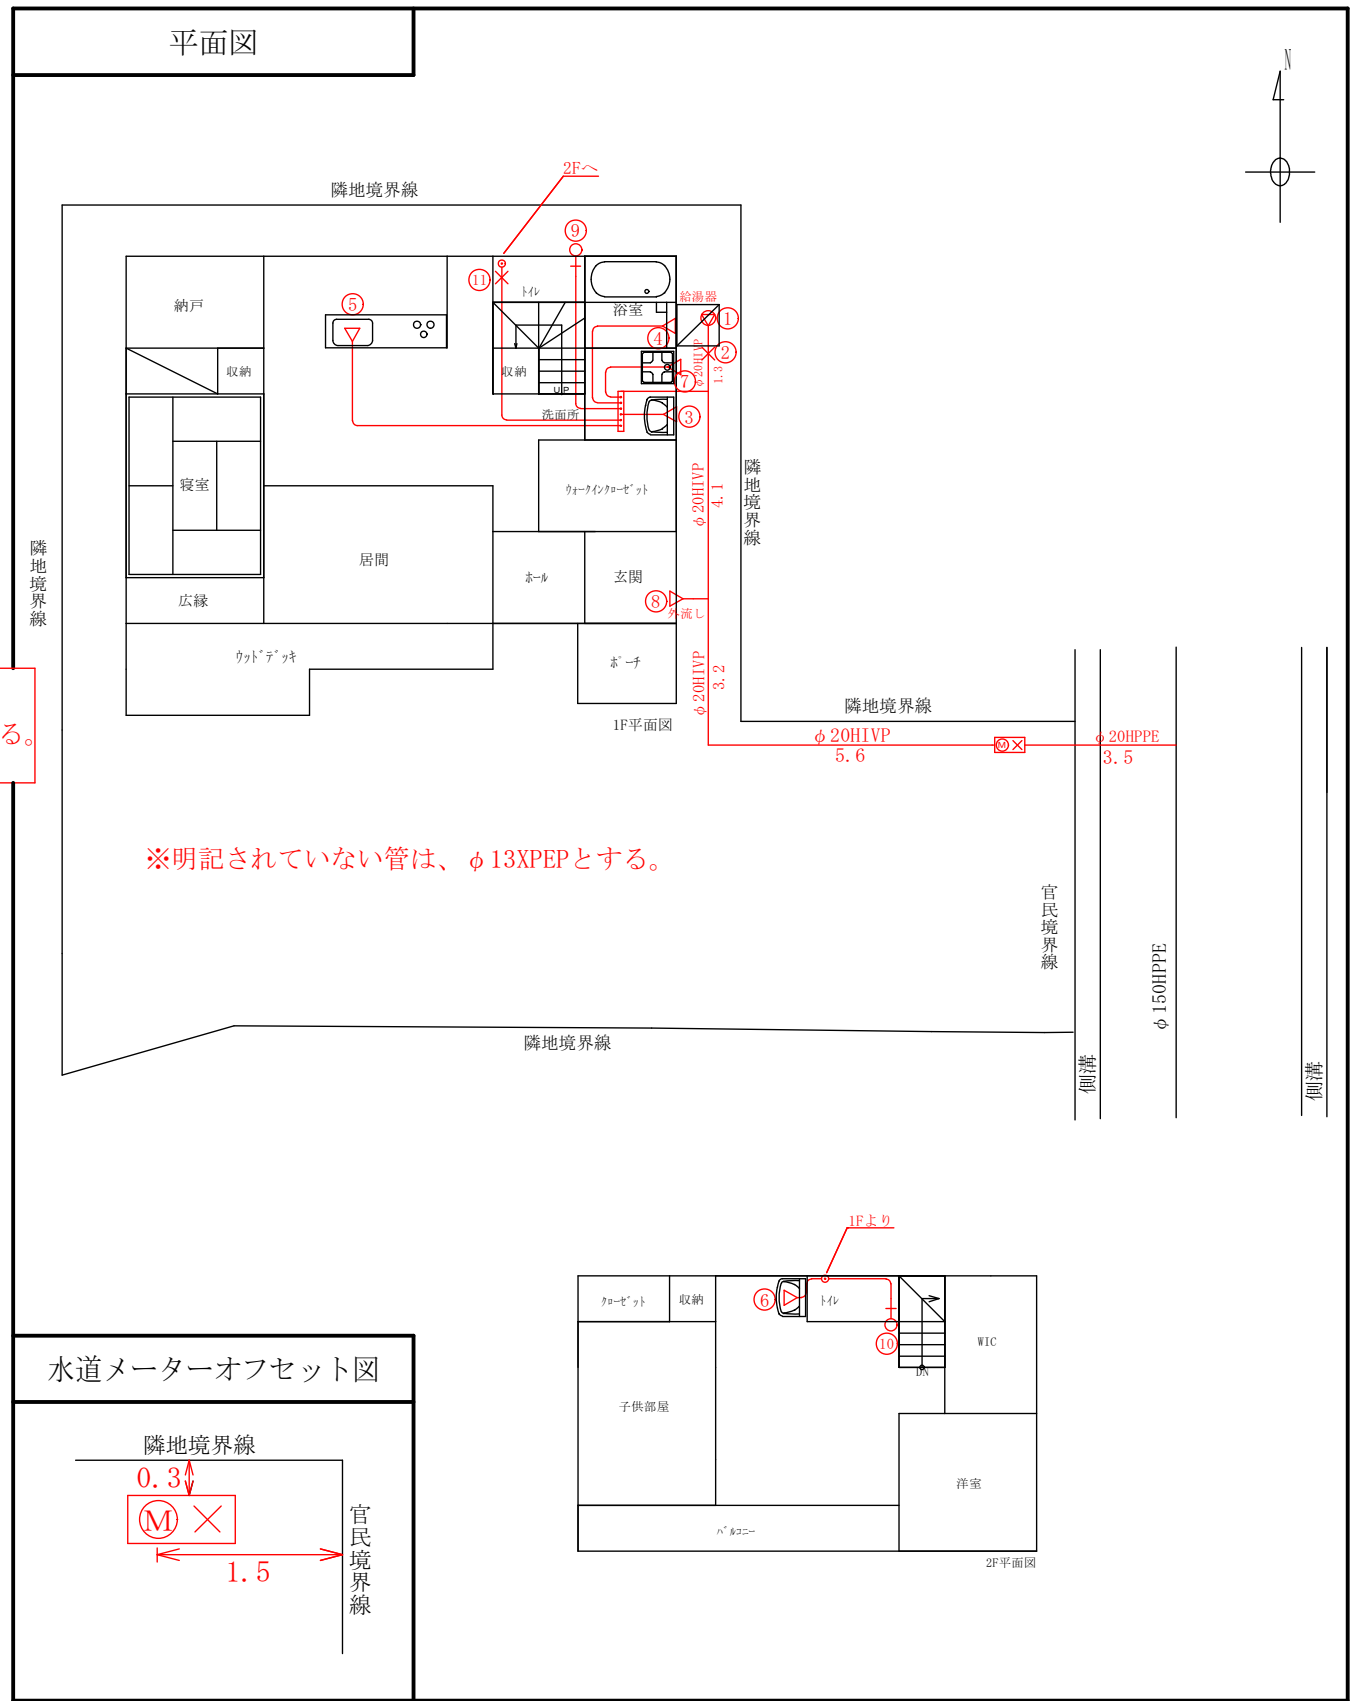 平面図
N
2Fへ
隣地境界線
⑨
⑪
トイレ
給湯器
納戸
⑤
浴室
①
④
②
収納
収納
φ20HIVP
1.3
⑦
UP
洗面所
③
寝室
ウォークインクローゼット
φ20HIVP
4.1
隣地境界線
隣地境界線
居間
ホール
玄関
広縁
⑧
外流し
ウッドデッキ
ポーチ
φ20HIVP
3.2
1F平面図
隣地境界線
る。
φ20HIVP
5.6
M
φ20HPPE
3.5
※明記されていない管は、φ13XPEPとする。
官民境界線
φ150HPPE
隣地境界線
側溝
側溝
1Fより
クローゼット
収納
⑥
トイレ
⑩
WIC
DN
子供部屋
洋室
バルコニー
2F平面図
水道メーターオフセット図
隣地境界線
0.3
M
官民境界線
1.5